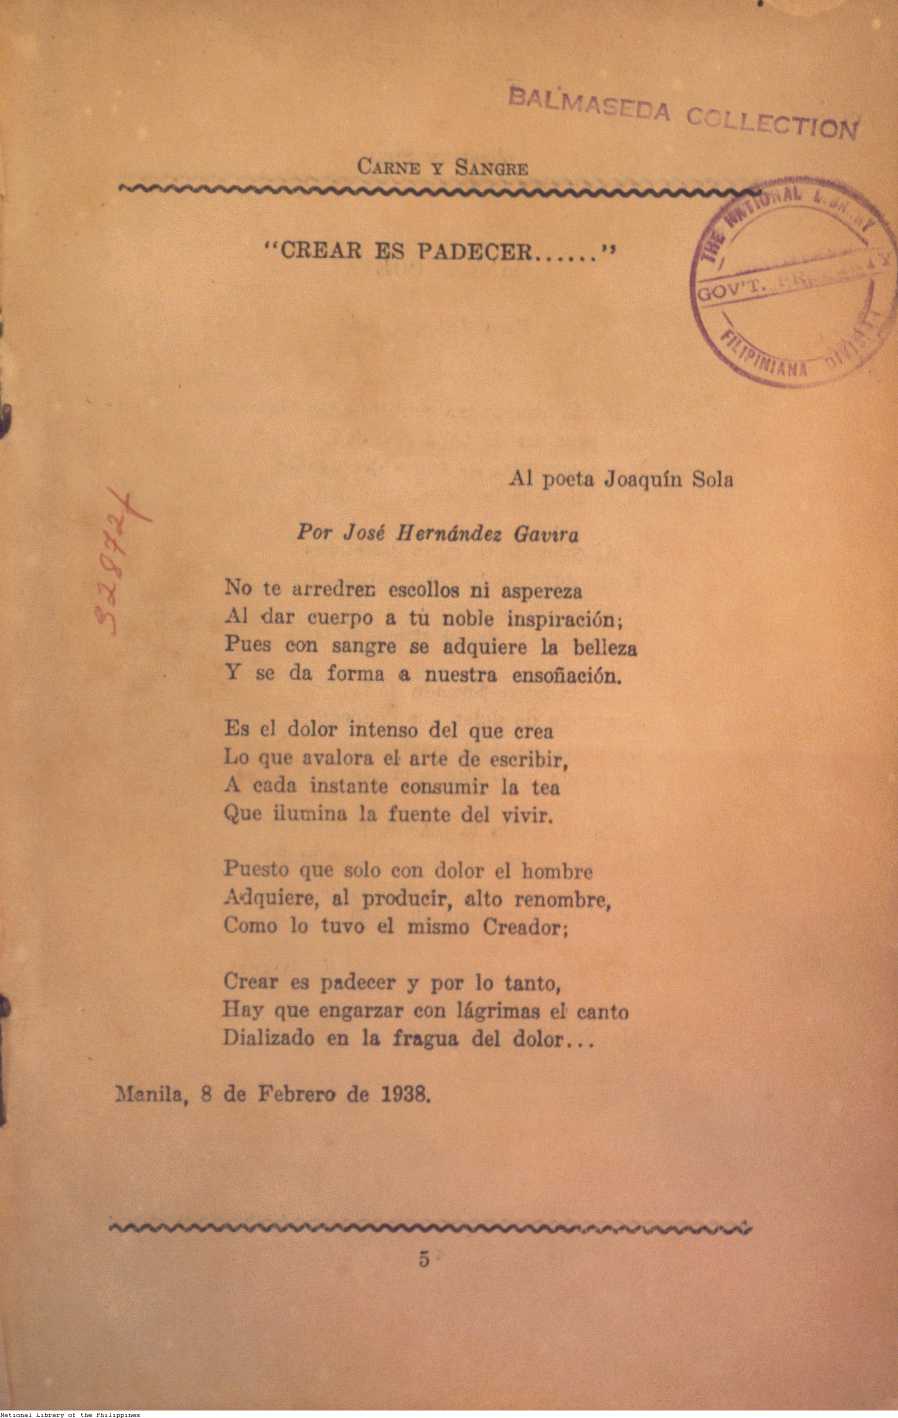 BALMASEDA COLLECTION
CARNE Y SANGRE
THE NATIONAL LIBRARY
GOV'T. PROPERTY
FILIPINIANA DIVISION
"CREAR ES PADECER......"
Al poeta Joaquín Sola
Por José Hernández Gavira
No te arredren escollos ni aspereza
Al dar cuerpo a tú noble inspiración;
Pues con sangre se adquiere la belleza
Y se da forma a nuestra ensoñación.
Es el dolor intenso del que crea
Lo que avalora el arte de escribir,
A cada instante consumir la tea
Que ilumina la fuente del vivir.
Puesto que solo con dolor el hombre
Adquiere, al producir, alto renombre,
Como lo tuvo el mismo Creador;
Crear es padecer y por lo tanto,
Hay que engarzar con lágrimas el canto
Dializado en la fragua del dolor...
Manila, 8 de Febrero de 1938.
5
National Library of the Philippines